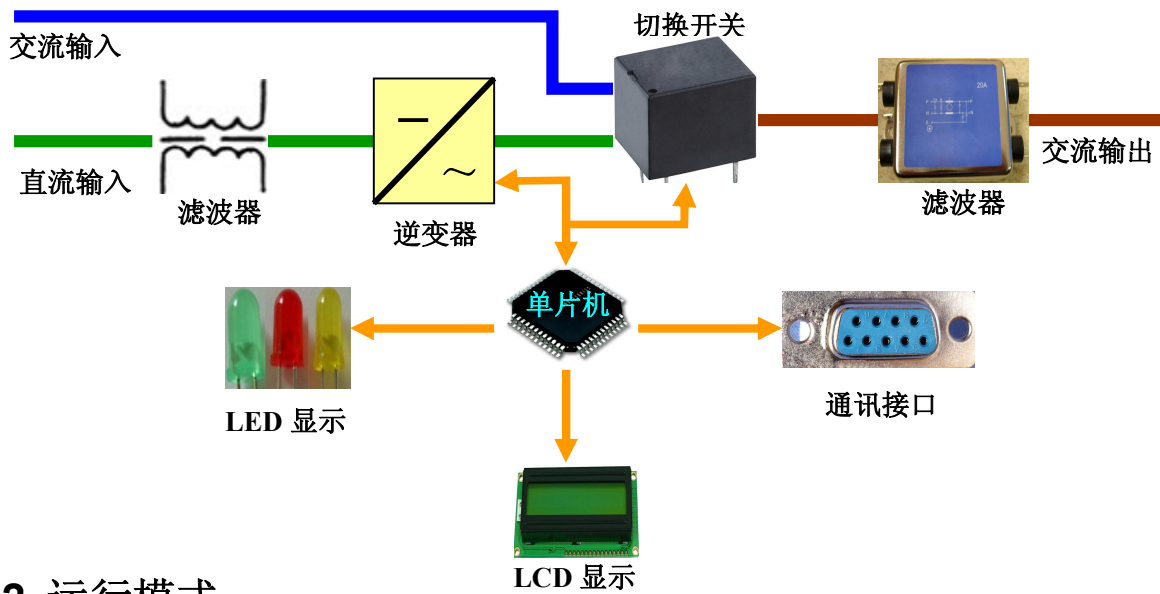 切换开关
交流输入
20A
直流输入
滤波器
逆变器
滤波器
交流输出
单片机
LED 显示
通讯接口
LCD 显示